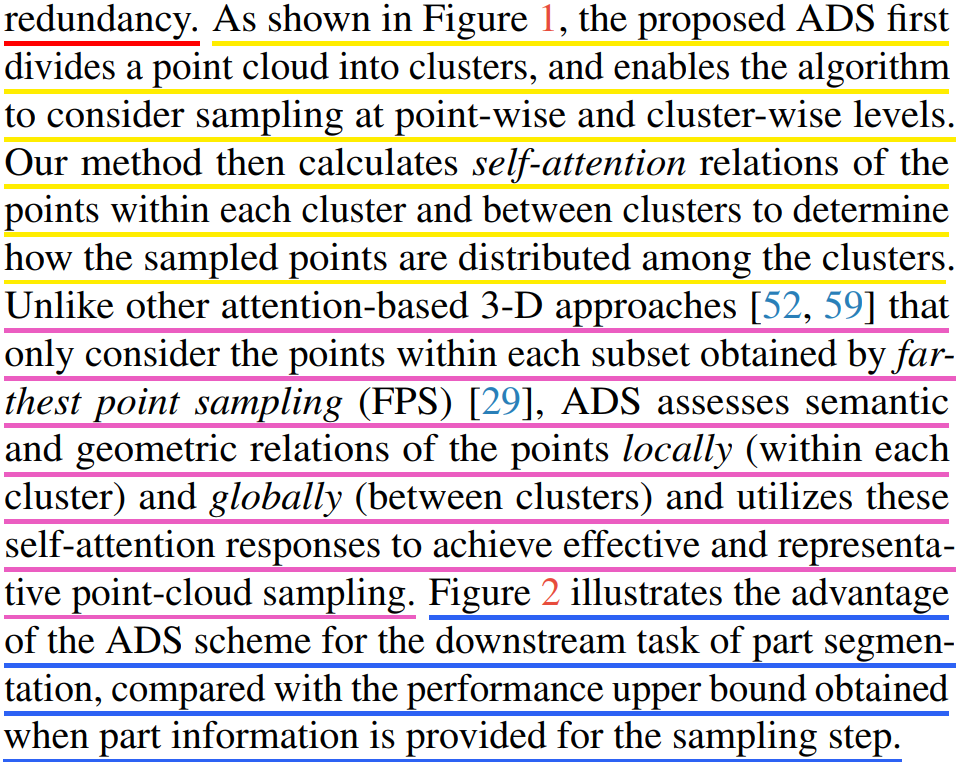 redundancy. As shown in Figure 1, the proposed ADS first
divides a point cloud into clusters, and enables the algorithm
to consider sampling at point-wise and cluster-wise levels.
Our method then calculates self-attention relations of the
points within each cluster and between clusters to determine
how the sampled points are distributed among the clusters.
Unlike other attention-based 3-D approaches [52, 59] that
only consider the points within each subset obtained by far-
thest point sampling (FPS) [29], ADS assesses semantic
and geometric relations of the points locally (within each
cluster) and globally (between clusters) and utilizes these
self-attention responses to achieve effective and representa-
tive point-cloud sampling. Figure 2 illustrates the advantage
of the ADS scheme for the downstream task of part segmen-
tation, compared with the performance upper bound obtained
when part information is provided for the sampling step.